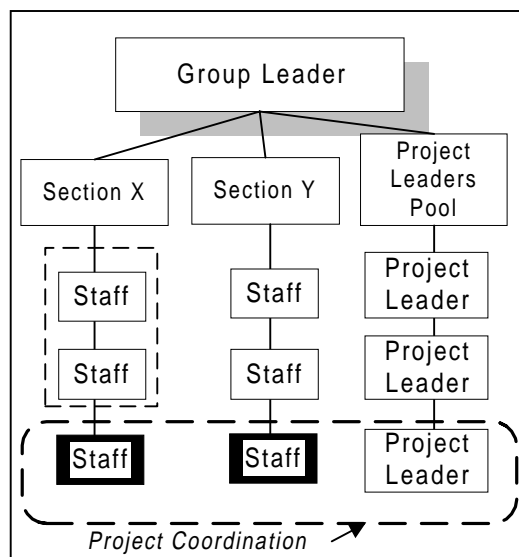 Group Leader
Section X
Section Y
Project
Leaders
Pool
Staff
Staff
Project
Leader
Staff
Staff
Project
Leader
Staff
Staff
Project
Leader
Project Coordination